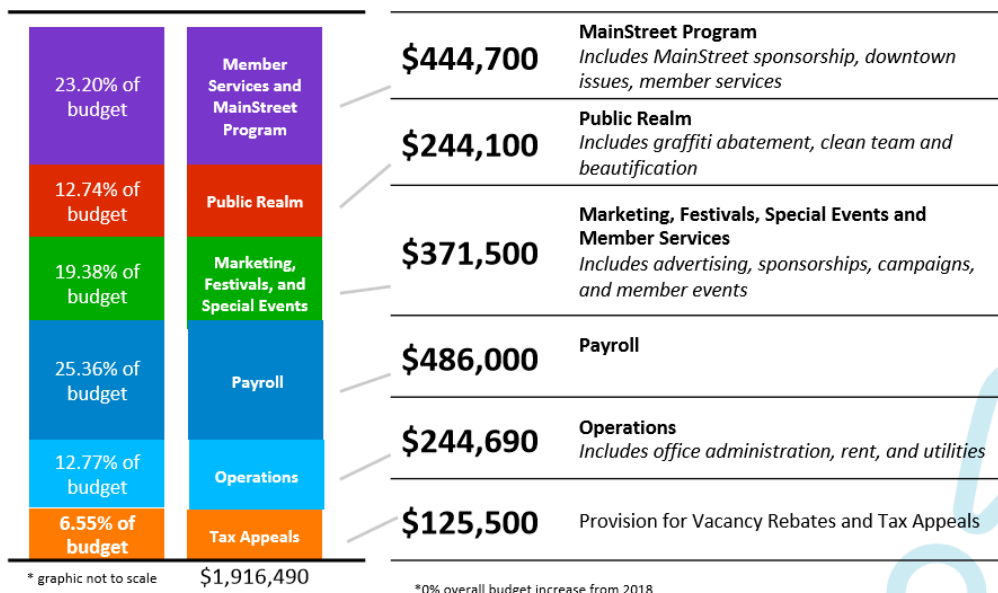 23.20% of
budget
Member
Services and
MainStreet
Program
12.74% of
budget
Public Realm
19.38% of
budget
Marketing,
Festivals, and
Special Events
25.36% of
budget
Payroll
12.77% of
budget
Operations
6.55% of
budget
Tax Appeals
* graphic not to scale
$1,916,490
$444,700
MainStreet Program
Includes MainStreet sponsorship, downtown
issues, member services
$244,100
Public Realm
Includes graffiti abatement, clean team and
beautification
$371,500
Marketing, Festivals, Special Events and
Member Services
Includes advertising, sponsorships, campaigns,
and member events
$486,000
Payroll
$244,690
Operations
Includes office administration, rent, and utilities
$125,500
Provision for Vacancy Rebates and Tax Appeals
*0% overall budget increase from 2018